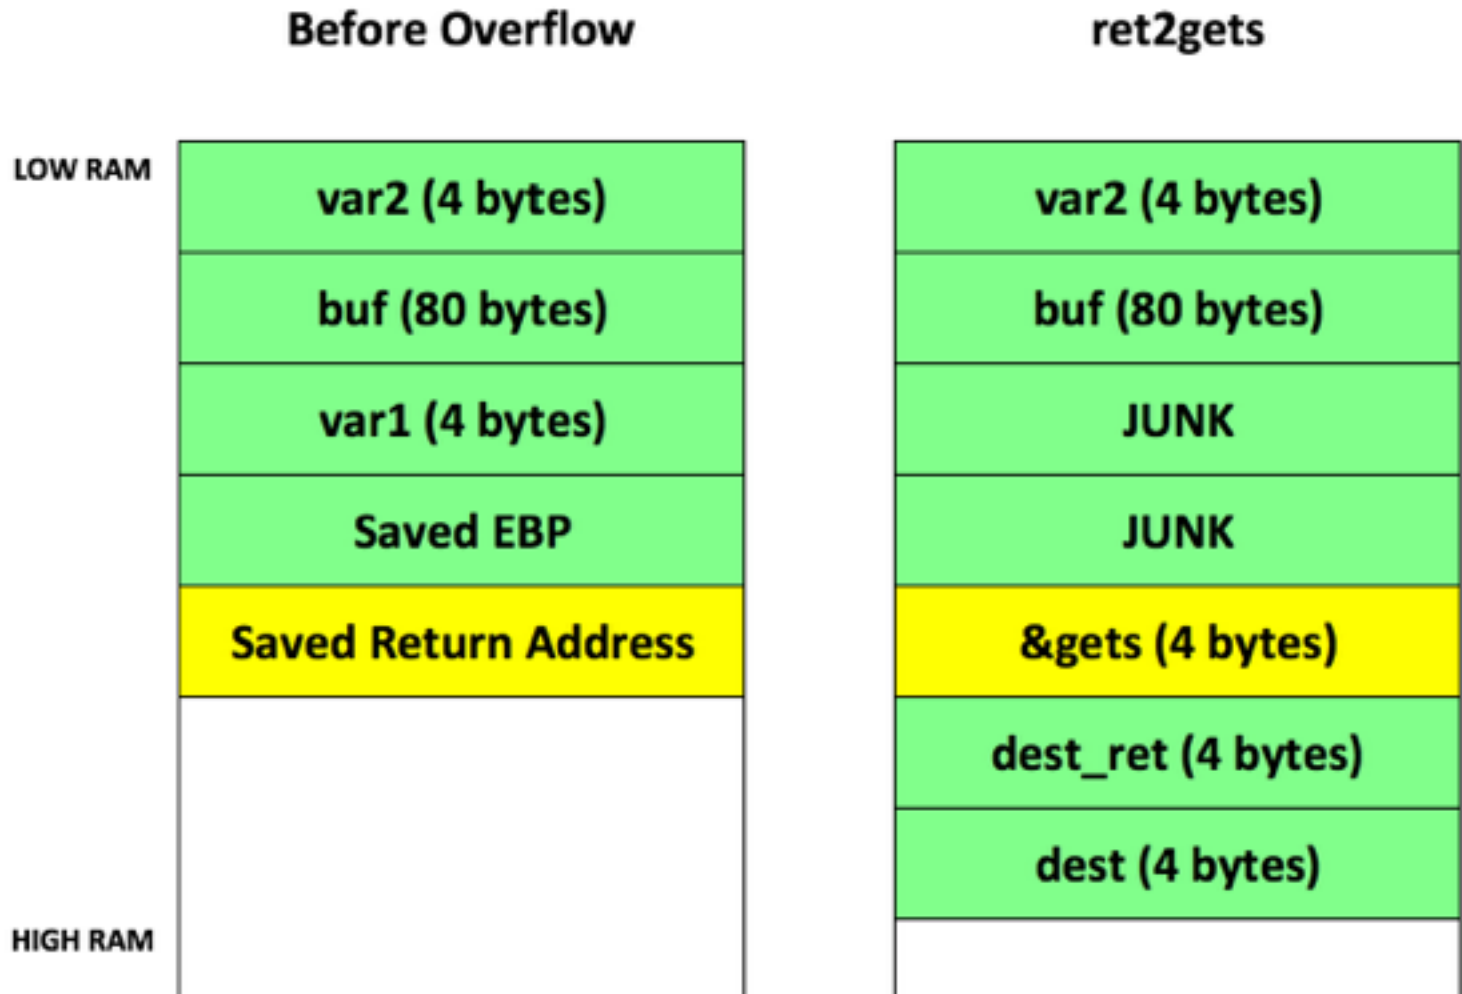 Before Overflow
ret2gets
LOW RAM
var2 (4 bytes)
var2 (4 bytes)
buf (80 bytes)
buf (80 bytes)
var1 (4 bytes)
JUNK
Saved EBP
JUNK
Saved Return Address
&gets (4 bytes)
dest_ret (4 bytes)
dest (4 bytes)
HIGH RAM